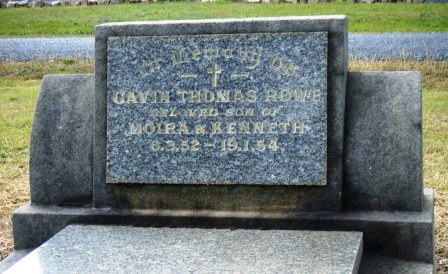 In Memory Of
GAVIN THOMAS ROWE
BELOVED SON OF
MOIRA & KENNETH
6.3.52 - 19.1.54.